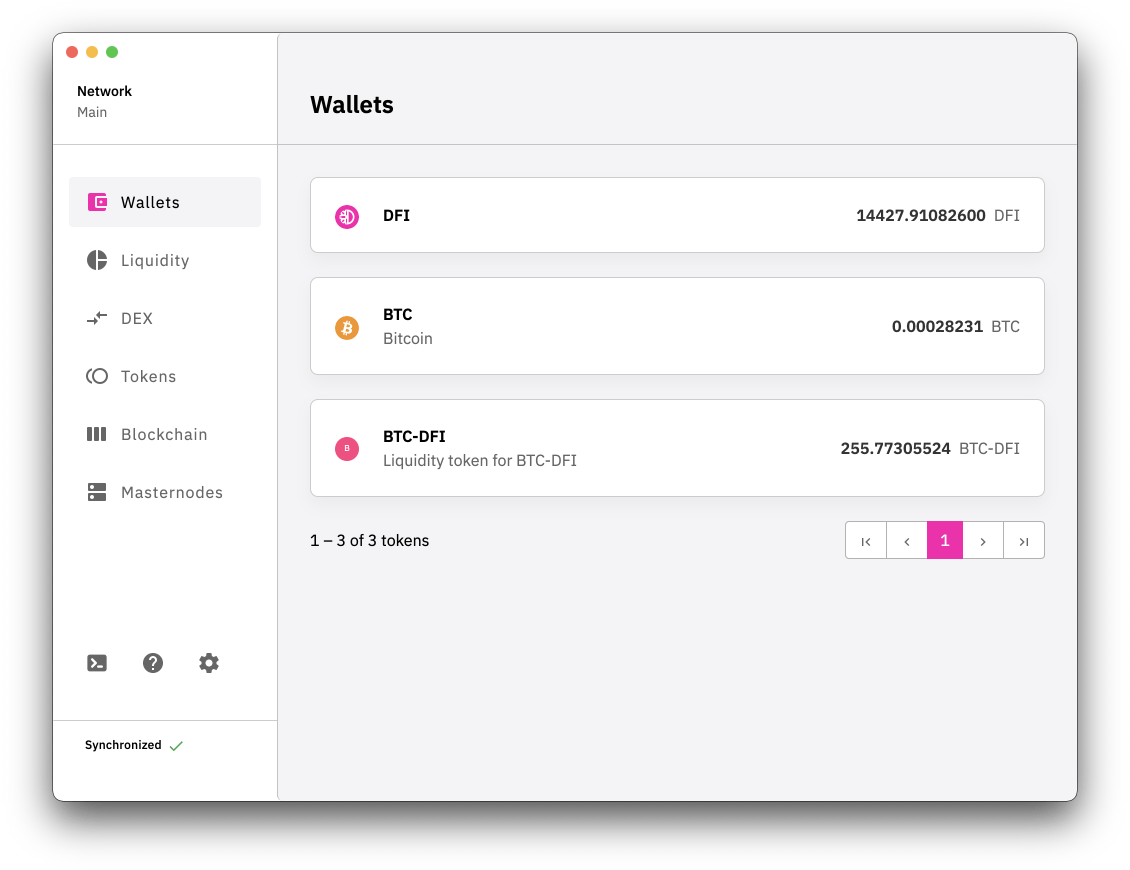 Network
Main
Wallets
Wallets
Liquidity
DEX
Tokens
Blockchain
Masternodes
Synchronized
DFI
14427.91082600 DFI
BTC
Bitcoin
0.00028231 BTC
B
BTC-DFI
Liquidity token for BTC-DFI
255.77305524 BTC-DFI
1 – 3 of 3 tokens
1